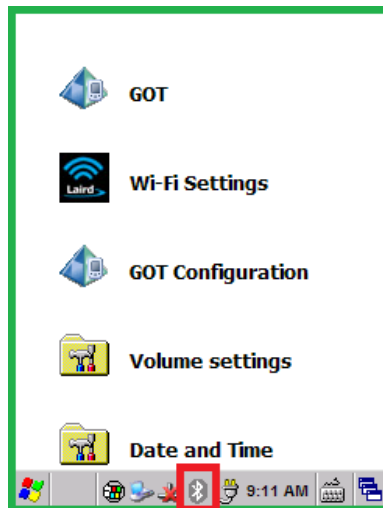 GOT
Laird
Wi-Fi Settings
GOT Configuration
Volume settings
Date and Time
9:11 AM